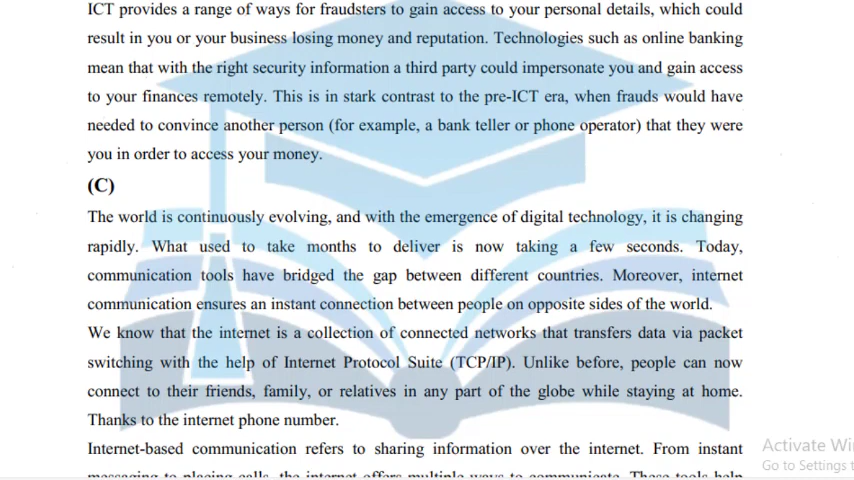 ICT provides a range of ways for fraudsters to gain access to your personal details, which could
result in you or your business losing money and reputation. Technologies such as online banking
mean that with the right security information a third party could impersonate you and gain access
to your finances remotely. This is in stark contrast to the pre-ICT era, when frauds would have
needed to convince another person (for example, a bank teller or phone operator) that they were
you in order to access your money.
(C)
The world is continuously evolving, and with the emergence of digital technology, it is changing
rapidly. What used to take months to deliver is now taking a few seconds. Today,
communication tools have bridged the gap between different countries. Moreover, internet
communication ensures an instant connection between people on opposite sides of the world.
We know that the internet is a collection of connected networks that transfers data via packet
switching with the help of Internet Protocol Suite (TCP/IP). Unlike before, people can now
connect to their friends, family, or relatives in any part of the globe while staying at home.
Thanks to the internet phone number.
Internet-based communication refers to sharing information over the internet. From instant
messaging to placing calls, the internet offers multiple ways to communicate. These tools help
Activate Wi
Go to Settings t